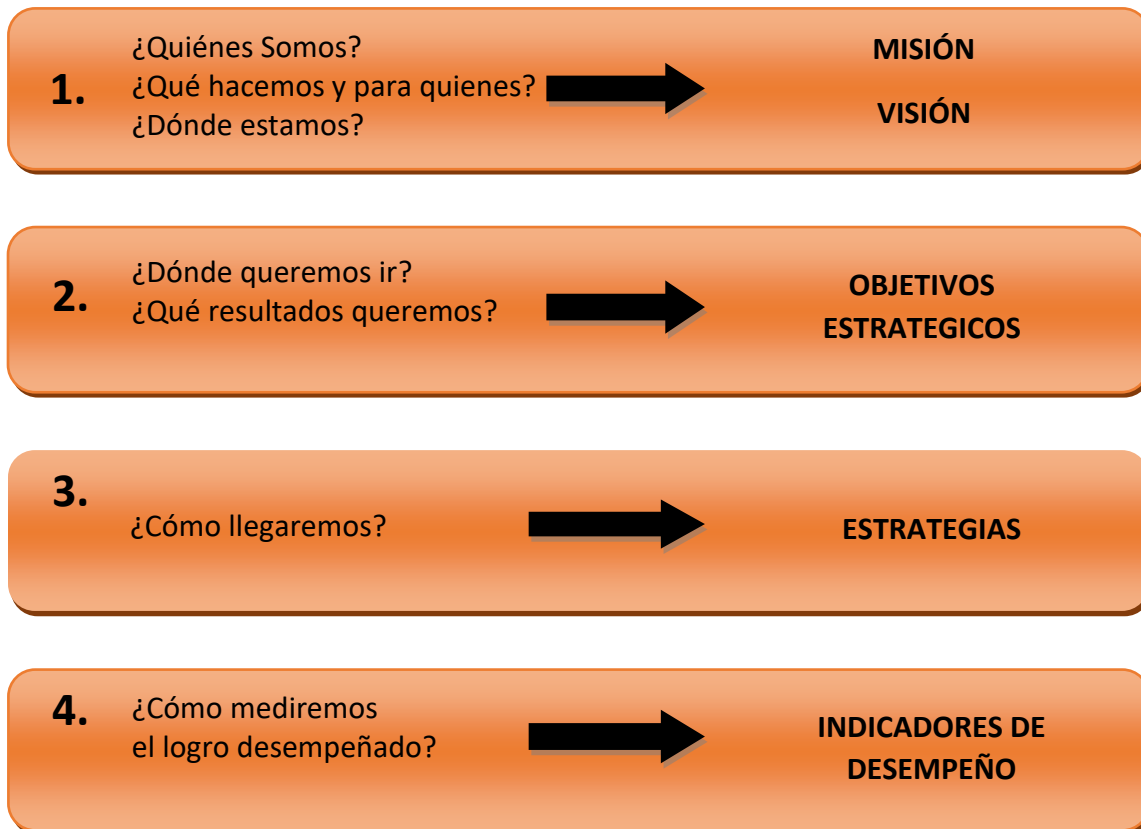 1.
¿Quiénes Somos?
¿Qué hacemos y para quienes?
¿Dónde estamos?
MISIÓN
VISIÓN
2.
¿Dónde queremos ir?
¿Qué resultados queremos?
OBJETIVOS
ESTRATEGICOS
3.
¿Cómo llegaremos?
ESTRATEGIAS
4.
¿Cómo mediremos
el logro desempeñado?
INDICADORES DE
DESEMPEÑO